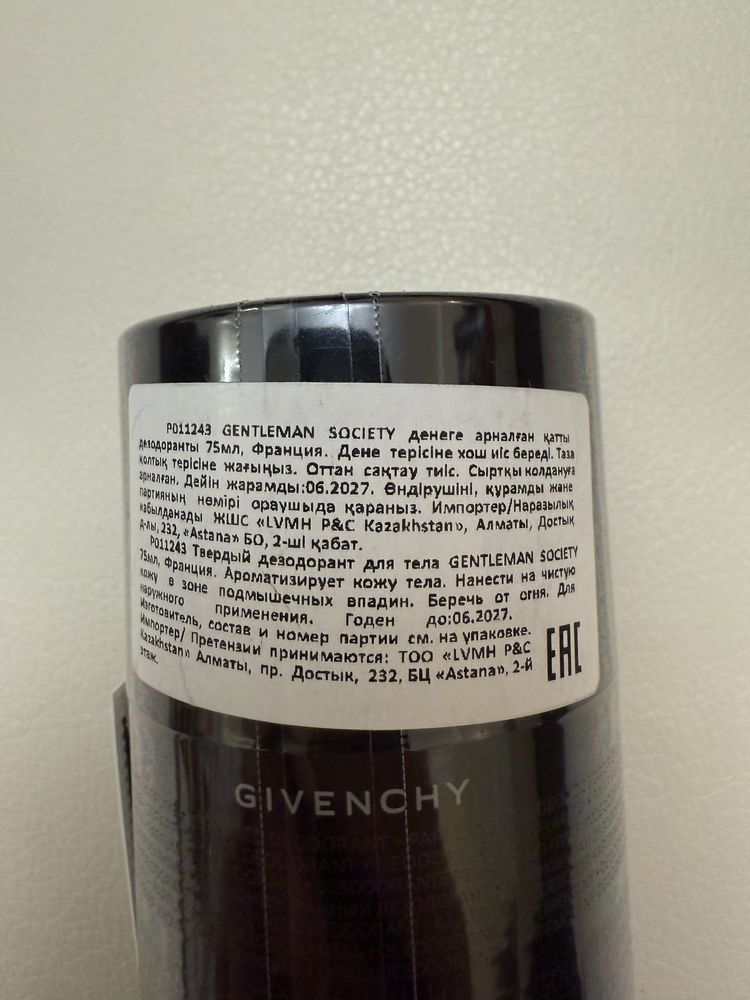 P011243 GENTLEMAN SOCIETY денеге арналған қатты
дезодоранты 75мл, Франция. Дене терісіне хош иіс береді. Таза
қолтық терісіне жағыңыз. Оттан сақтау тиіс. Сыртқы қолдануға
арналған. Дейін жарамды:06.2027. Өндірушіні, құрамды және
партияның нөмірі ораушыда қараныз. Импортер/Наразылық
қабылданады ЖШС «LVMH P&C Kazakhstan», Алматы, Достық
д-лы, 232, «Astana» БО, 2-ші қабат.
P011243 Твердый дезодорант для тела GENTLEMAN SOCIETY
75мл, Франция. Ароматизирует кожу тела. Нанести на чистую
кожу в зоне подмышечных впадин. Беречь от огня. Для
наружного применения. Годен до:06.2027.
Изготовитель, состав и номер партии см. на упаковке.
Импортер/ Претензии принимаются: ТОО «LVMH P&C
Kazakhstan» Алматы, пр. Достык, 232, БЦ «Astana», 2-й
этаж.
EAC
GIVENCHY